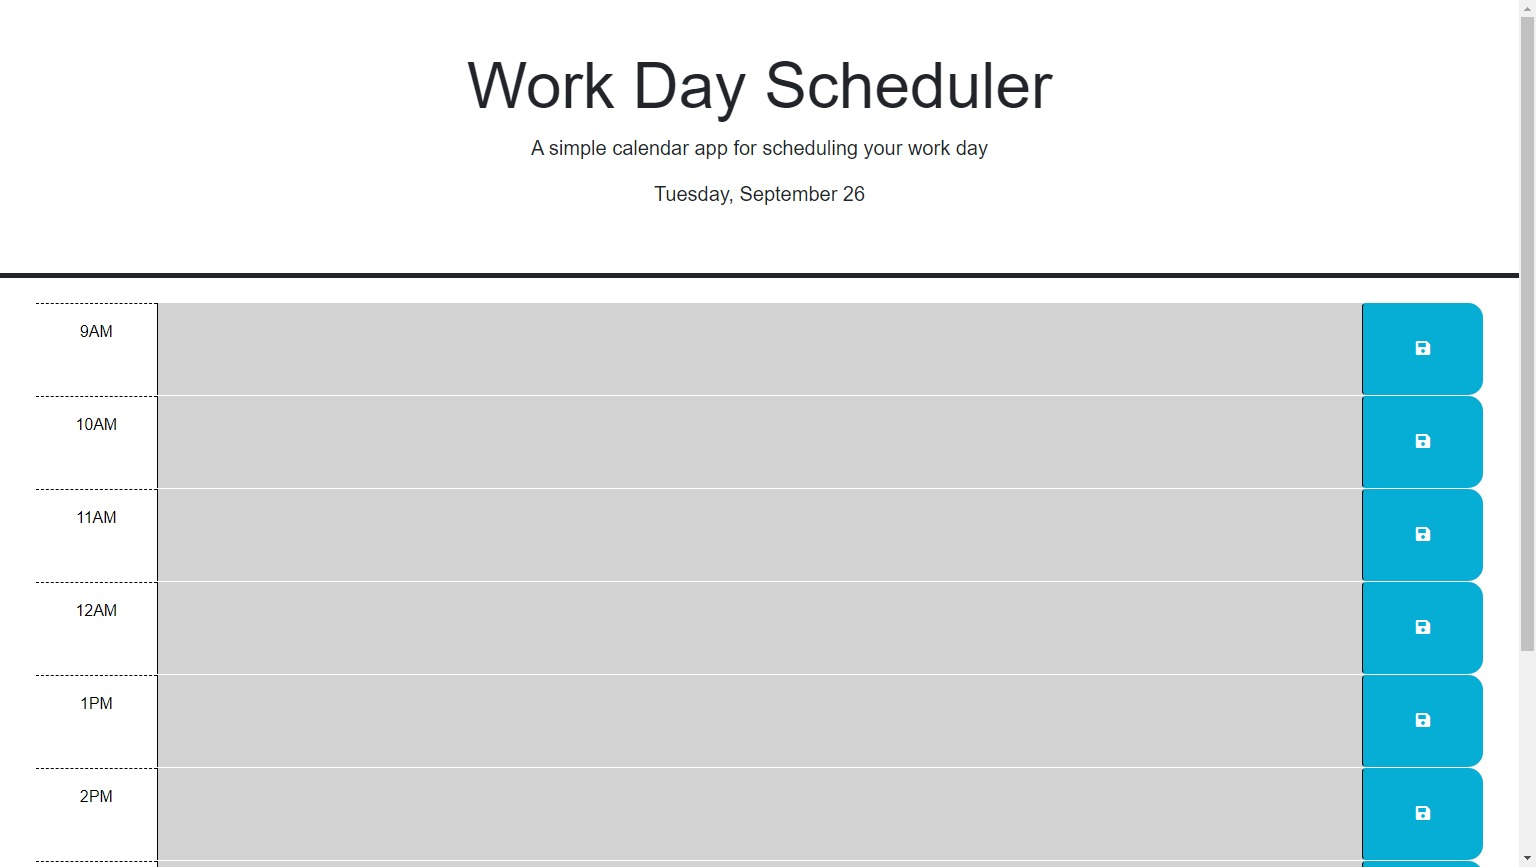 Work Day Scheduler
A simple calendar app for scheduling your work day
Tuesday, September 26
9AM
10AM
11AM
12AM
1PM
2PM